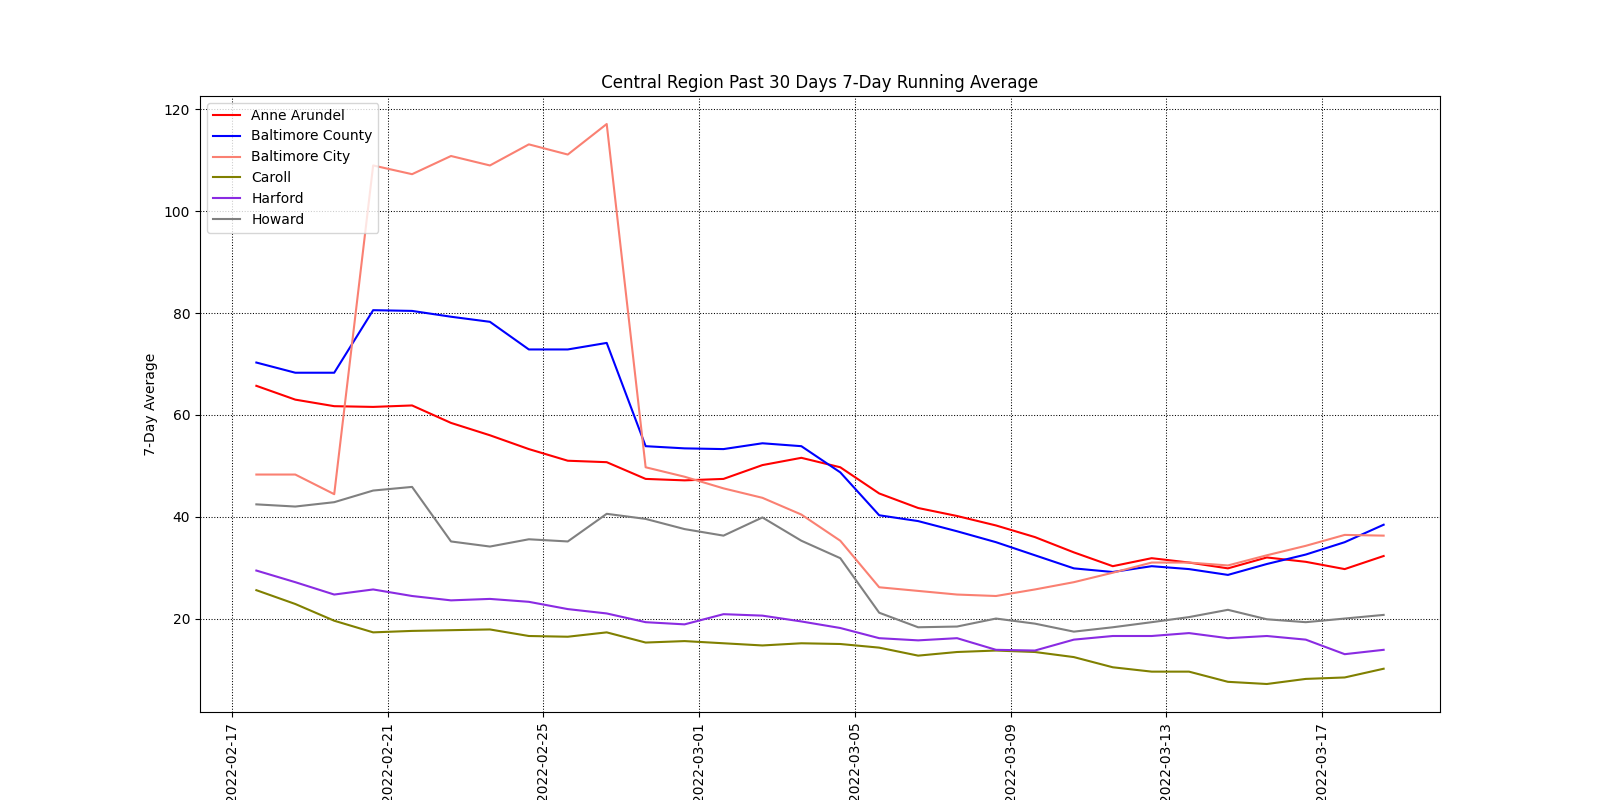 Central Region Past 30 Days 7-Day Running Average
120
100
80
60
40
20
7-Day Average
Anne Arundel
Baltimore County
Baltimore City
Caroll
Harford
Howard
2022-02-17
2022-02-21
2022-02-25
2022-03-01
2022-03-05
2022-03-09
2022-03-13
2022-03-17